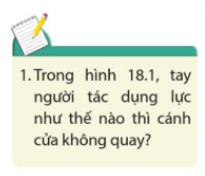 1. Trong hình 18.1, tay
người tác dụng lực
như thế nào thì cánh
cửa không quay?